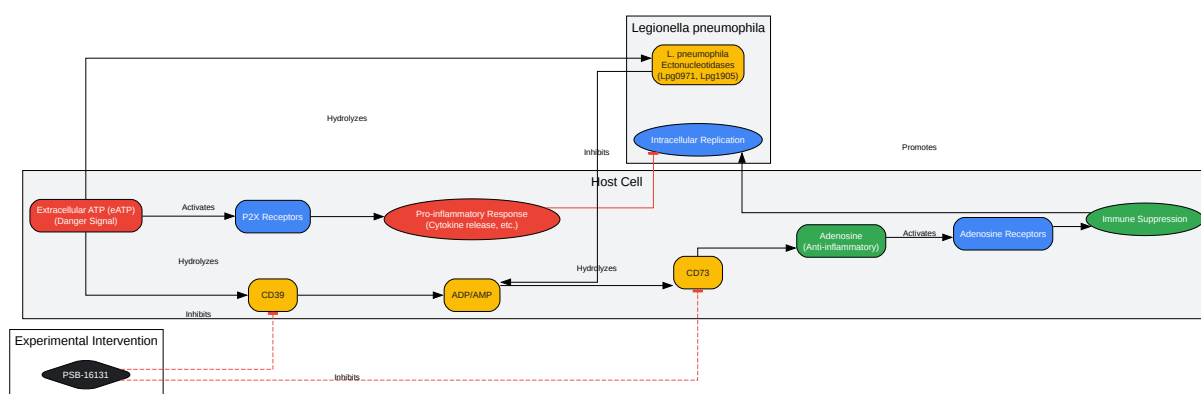 Legionella pneumophila
L. pneumophila
Ectonucleotidases
(Lpg0971, Lpg1905)
Hydrolyzes
Intracellular Replication
Inhibits
Promotes
Host Cell
Extracellular ATP (eATP)
(Danger Signal)
Activates
P2X Receptors
Pro-inflammatory Response
(Cytokine release, etc.)
Immune Suppression
Adenosine
(Anti-inflammatory)
Activates
Adenosine Receptors
Hydrolyzes
Hydrolyzes
CD73
CD39
ADP/AMP
Inhibits
Experimental Intervention
PSB-16131
Inhibits